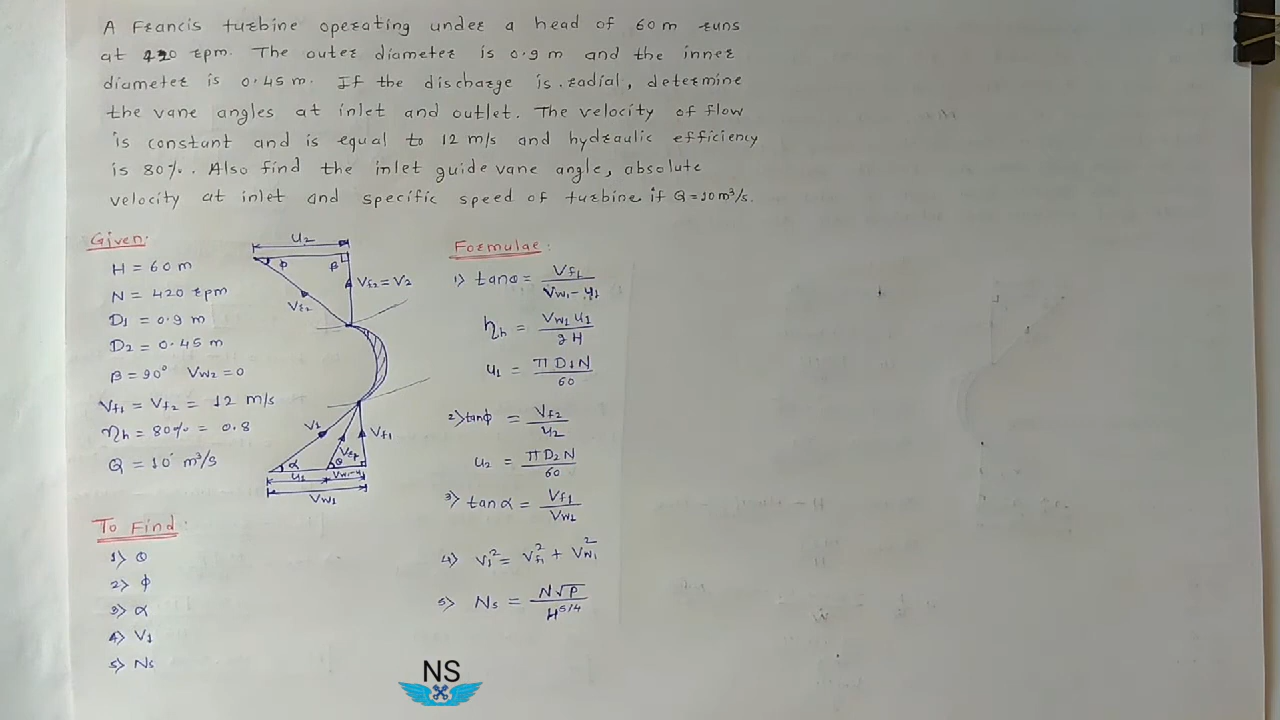 A Francis turbine operating under a head of 60 m runs
at 420 rpm. The outer diameter is 0.9 m and the inner
diameter is 0.45 m. If the discharge is radial, determine
the vane angles at inlet and outlet. The velocity of flow
is constant and is equal to 12 m/s and hydraulic efficiency
is 80%. Also find the inlet guide vane angle, absolute
velocity at inlet and specific speed of turbine if Q = 10 m³/s.
Given:
H = 60 m
N = 420 rpm
D1 = 0.9 m
D2 = 0.45 m
β = 90° Vw2 = 0
Vf1 = Vf2 = 12 m/s
ηh = 80% = 0.8
Q = 10 m³/s
To Find:
1> θ
2> ϕ
3> α
4> V1
5> Ns
u2
ϕ
β
Vf2 = V2
Vr2
V1
Vf1
Vr1
α
θ
u1
Vw1-u1
Vw1
Formulae:
1> tanθ = Vf1 / Vw1 - u1
ηh = Vw1 u1 / gH
u1 = π D1 N / 60
2> tanϕ = Vf2 / u2
u2 = π D2 N / 60
3> tan α = Vf1 / Vw1
4> V1² = Vf1² + Vw1²
5> Ns = N√P / H^5/4
NS